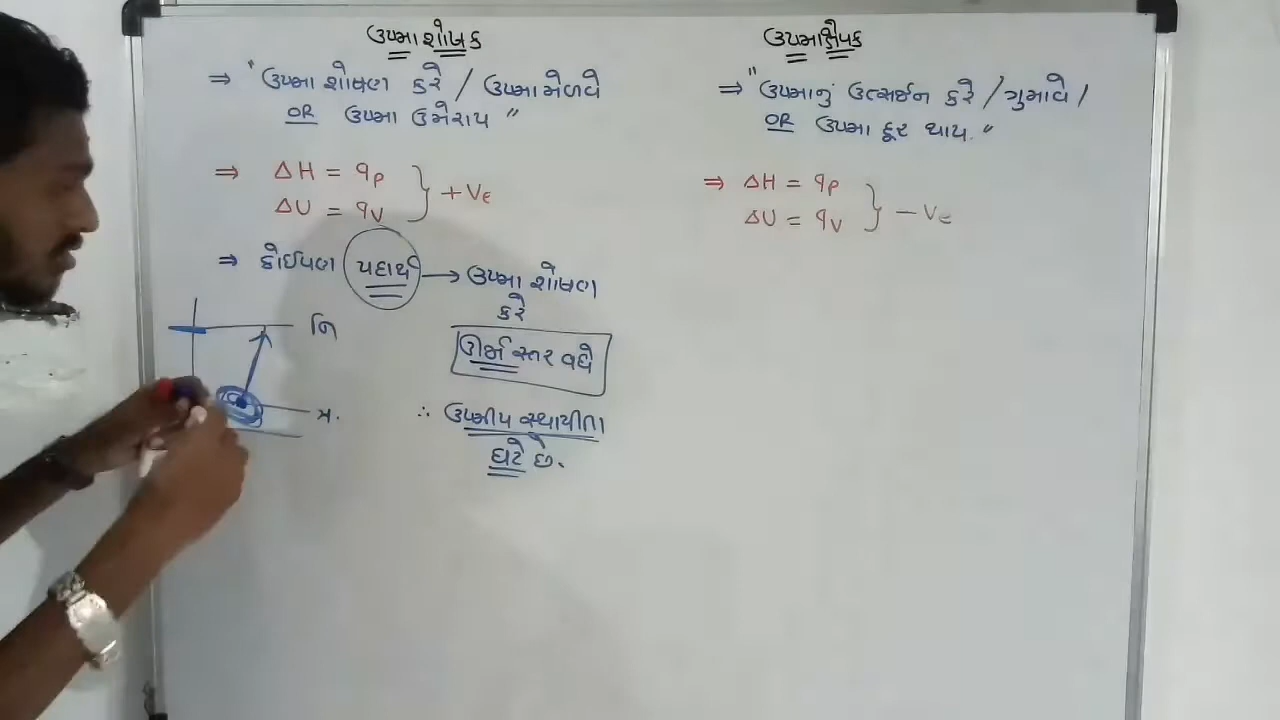 ઉષ્માશોષક
⇒ "ઉષ્મા શોષણ કરે / ઉષ્મા મેળવે
OR ઉષ્મા ઉમેરાય"
⇒ ΔH = qp
ΔU = qv } +Ve
⇒ કોઈપણ પદાર્થ → ઉષ્મા શોષણ
કરે
ઊર્જા સ્તર વધે
∴ ઉષ્મીય સ્થાયીતા
ઘટે છે.
નિ
પ્ર.
ઉષ્માક્ષેપક
⇒ "ઉષ્માનું ઉત્સર્જન કરે / ગુમાવે /
OR ઉષ્મા દૂર થાય."
⇒ ΔH = qp
ΔU = qv } -Ve